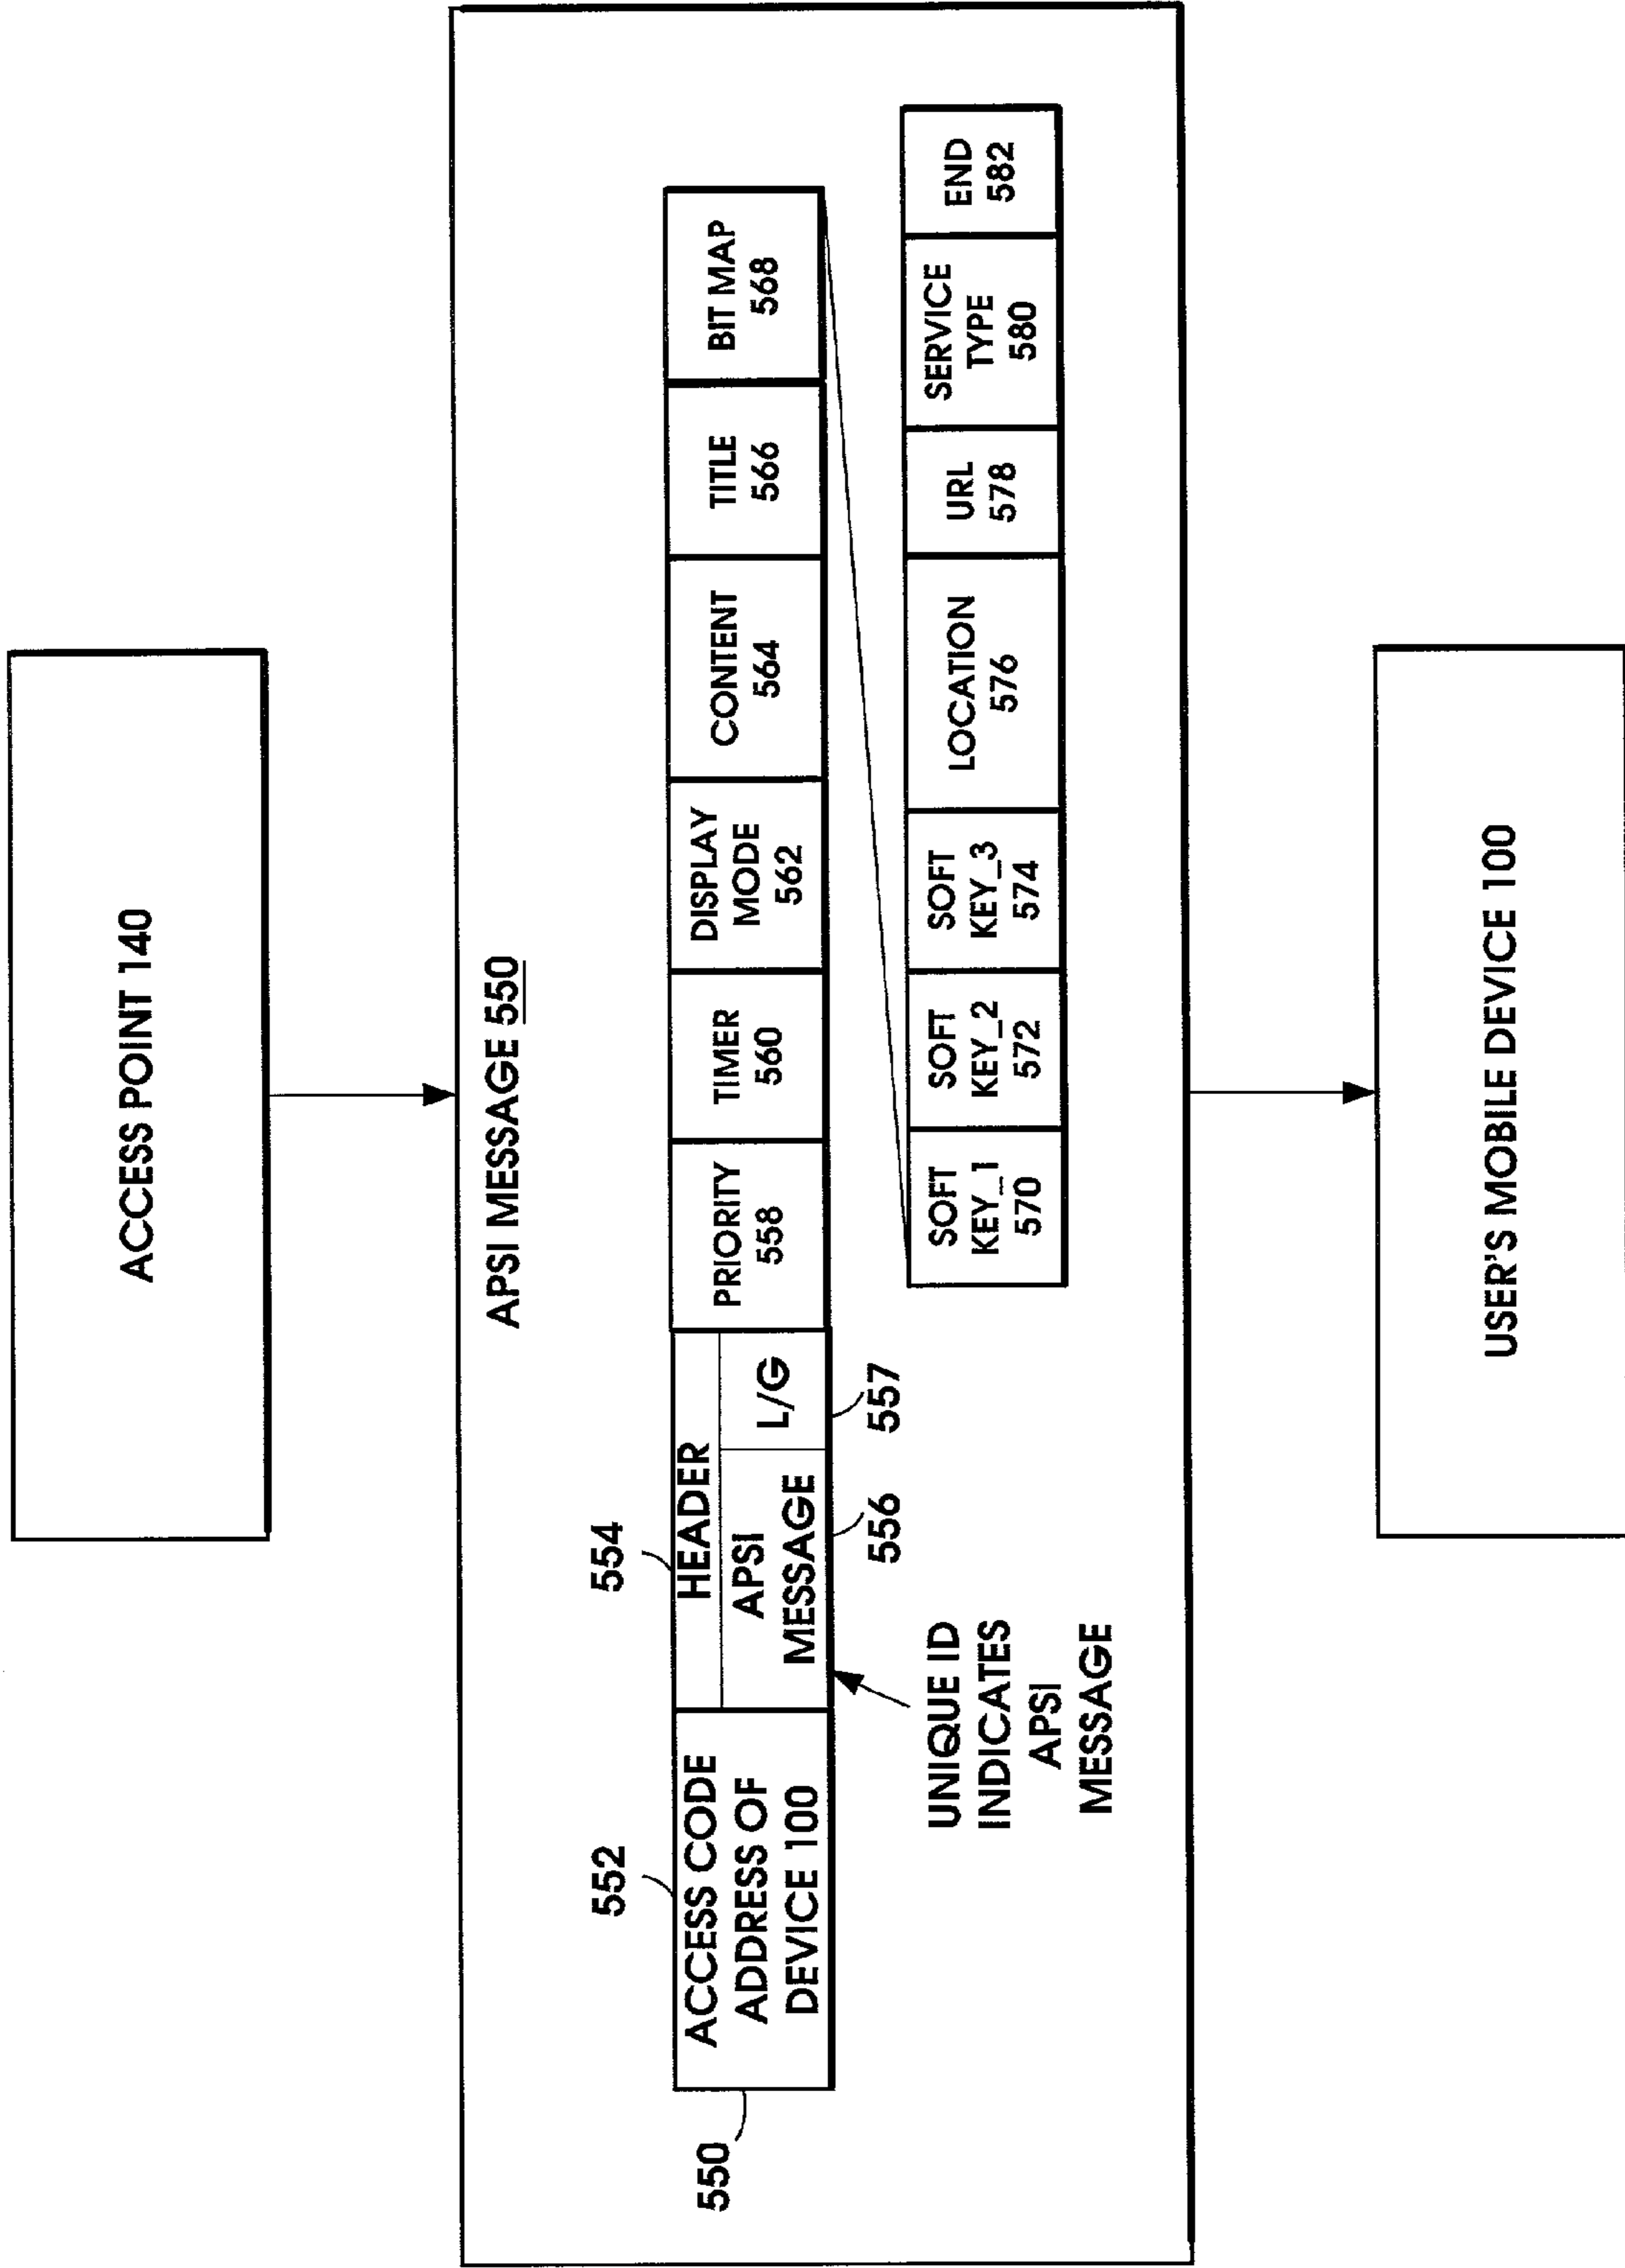 ACCESS POINT 140
APSI MESSAGE 550
552
554
550
ACCESS CODE
ADDRESS OF
DEVICE 100
HEADER
APSI
MESSAGE
L/G
PRIORITY
558
TIMER
560
DISPLAY
MODE
562
CONTENT
564
TITLE
566
BIT MAP
568
556
557
UNIQUE ID
INDICATES
APSI
MESSAGE
SOFT
KEY_1
570
SOFT
KEY_2
572
SOFT
KEY_3
574
LOCATION
576
URL
578
SERVICE
TYPE
580
END
582
USER'S MOBILE DEVICE 100